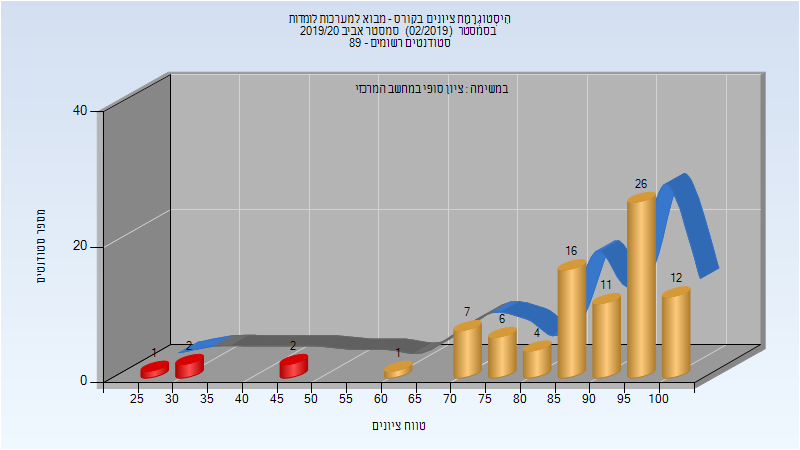 היסטוגרמת ציונים בקורס - מבוא למערכות לומדות
בסמסטר (02/2019) סמסטר אביב 2019/20
סטודנטים רשומים - 89
במשימה : ציון סופי במחשב המרכזי
מספר סטודנטים
40
20
0
1
2
2
1
7
6
4
16
11
26
12
25 30 35 40 45 50 55 60 65 70 75 80 85 90 95 100
טווח ציונים